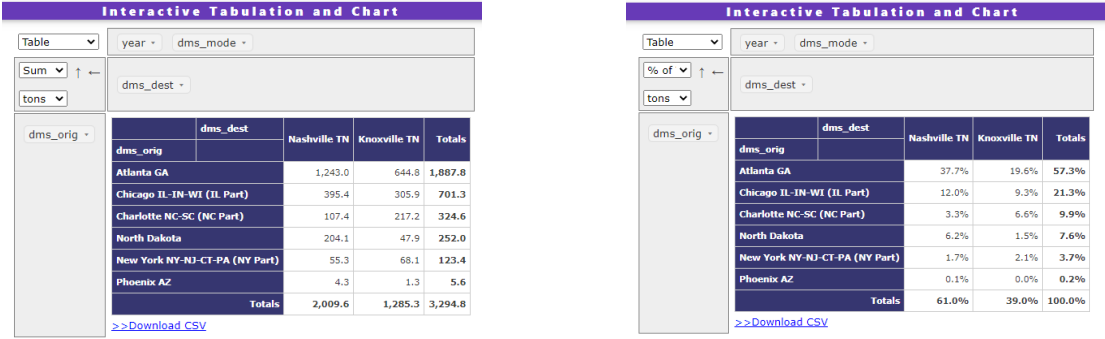 Interactive Tabulation and Chart
Table year dms_mode
Sum
tons dms_dest
dms_orig
dms_dest Nashville TN Knoxville TN Totals
dms_orig
Atlanta GA 1,243.0 644.8 1,887.8
Chicago IL-IN-WI (IL Part) 395.4 305.9 701.3
Charlotte NC-SC (NC Part) 107.4 217.2 324.6
North Dakota 204.1 47.9 252.0
New York NY-NJ-CT-PA (NY Part) 55.3 68.1 123.4
Phoenix AZ 4.3 1.3 5.6
Totals 2,009.6 1,285.3 3,294.8
>>Download CSV
Interactive Tabulation and Chart
Table year dms_mode
% of
tons dms_dest
dms_orig
dms_dest Nashville TN Knoxville TN Totals
dms_orig
Atlanta GA 37.7% 19.6% 57.3%
Chicago IL-IN-WI (IL Part) 12.0% 9.3% 21.3%
Charlotte NC-SC (NC Part) 3.3% 6.6% 9.9%
North Dakota 6.2% 1.5% 7.6%
New York NY-NJ-CT-PA (NY Part) 1.7% 2.1% 3.7%
Phoenix AZ 0.1% 0.0% 0.2%
Totals 61.0% 39.0% 100.0%
>>Download CSV